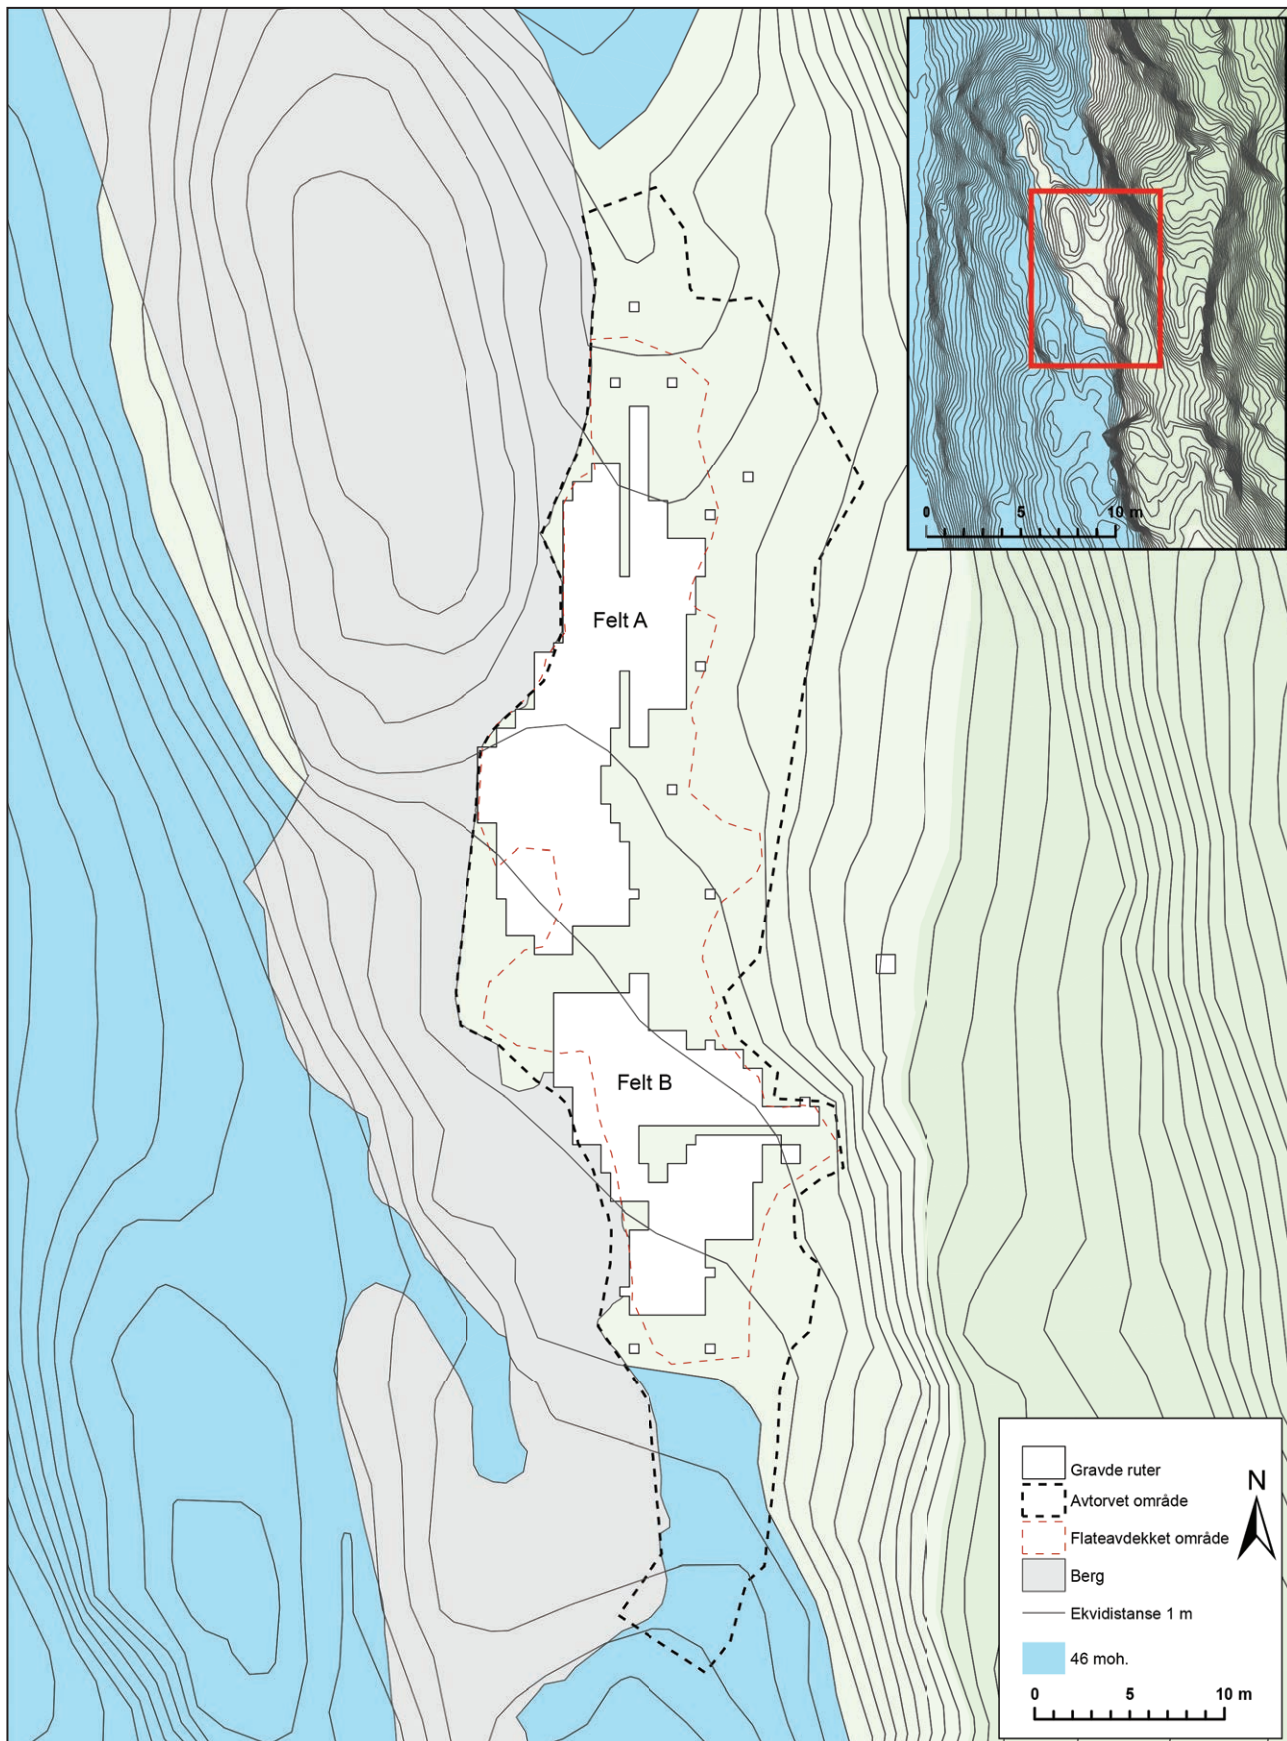 0 5 10 m
Felt A
Felt B
Gravde ruter
Avtorvet område
Flateavdekket område
Berg
Ekvidistanse 1 m
46 moh.
N
0 5 10 m